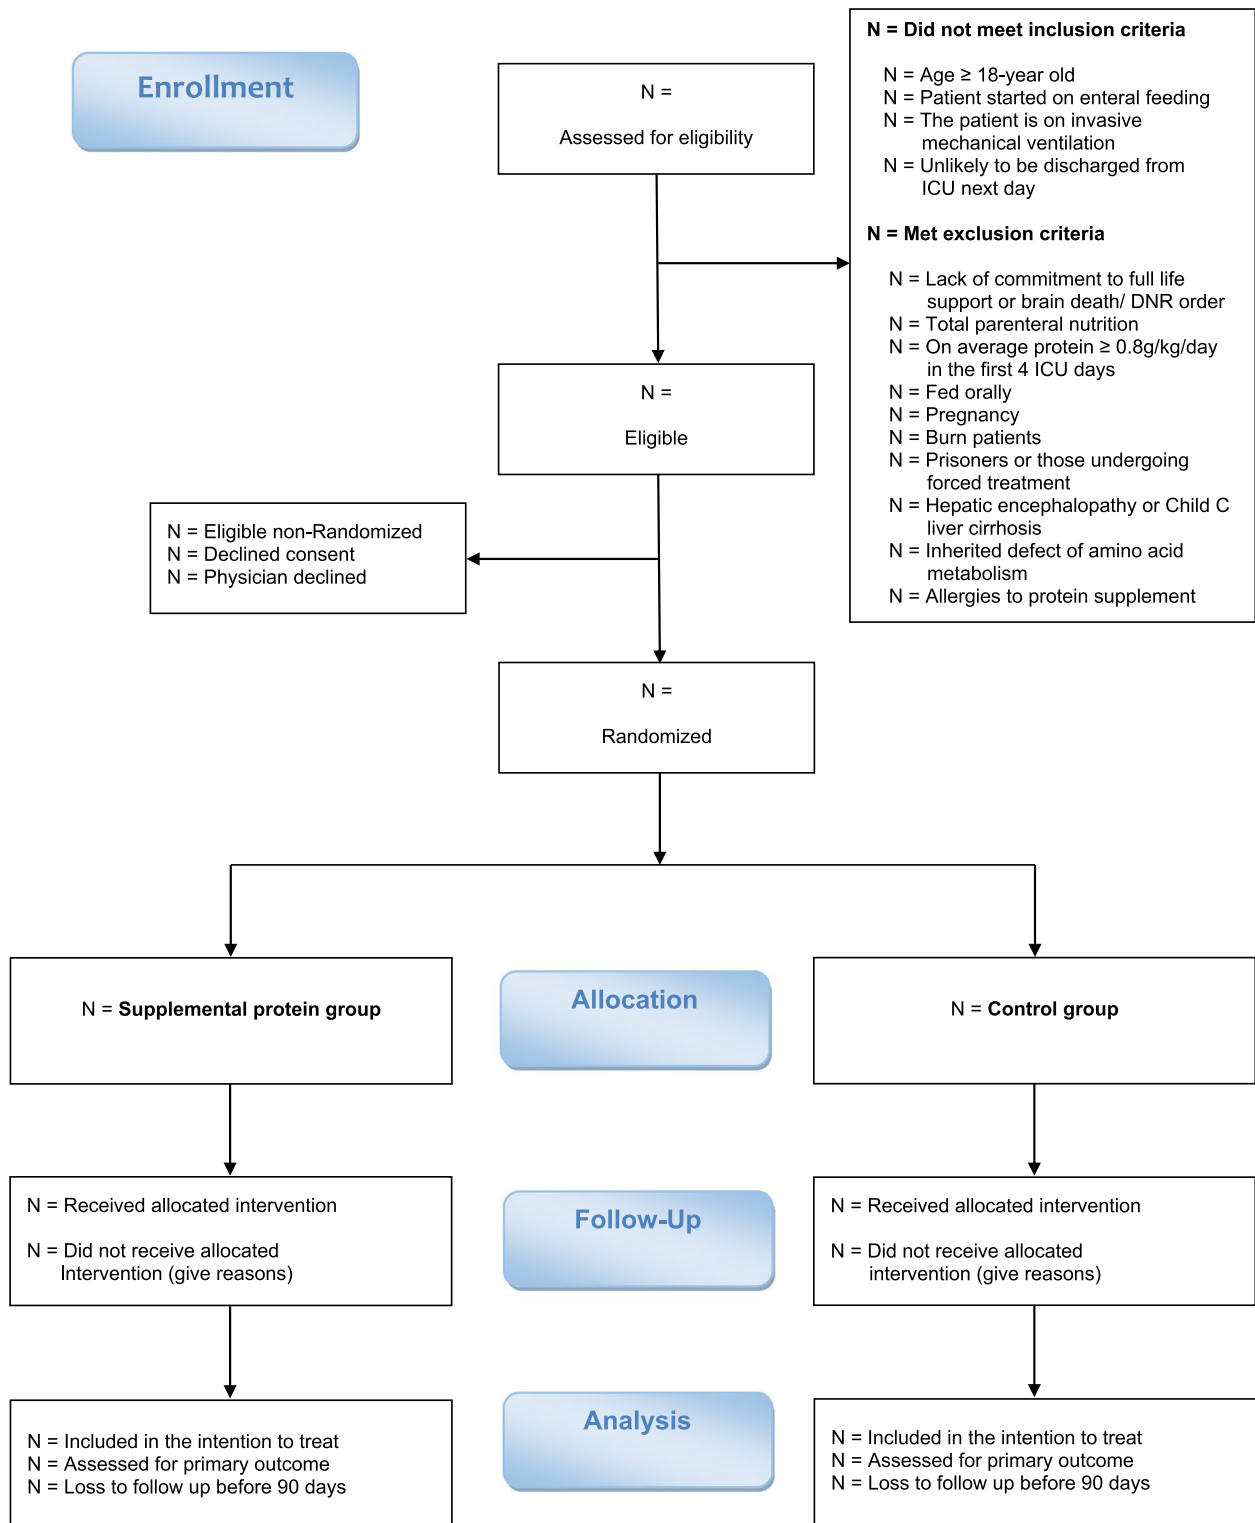 Enrollment
N =
Assessed for eligibility
N = Did not meet inclusion criteria
N = Age ≥ 18-year old
N = Patient started on enteral feeding
N = The patient is on invasive
mechanical ventilation
N = Unlikely to be discharged from
ICU next day
N = Met exclusion criteria
N = Lack of commitment to full life
support or brain death/ DNR order
N = Total parenteral nutrition
N = On average protein ≥ 0.8g/kg/day
in the first 4 ICU days
N = Fed orally
N = Pregnancy
N = Burn patients
N = Prisoners or those undergoing
forced treatment
N = Hepatic encephalopathy or Child C
liver cirrhosis
N = Inherited defect of amino acid
metabolism
N = Allergies to protein supplement
N =
Eligible
N = Eligible non-Randomized
N = Declined consent
N = Physician declined
N =
Randomized
N = Supplemental protein group
Allocation
N = Control group
N = Received allocated intervention
N = Did not receive allocated
Intervention (give reasons)
Follow-Up
N = Received allocated intervention
N = Did not receive allocated
intervention (give reasons)
N = Included in the intention to treat
N = Assessed for primary outcome
N = Loss to follow up before 90 days
Analysis
N = Included in the intention to treat
N = Assessed for primary outcome
N = Loss to follow up before 90 days